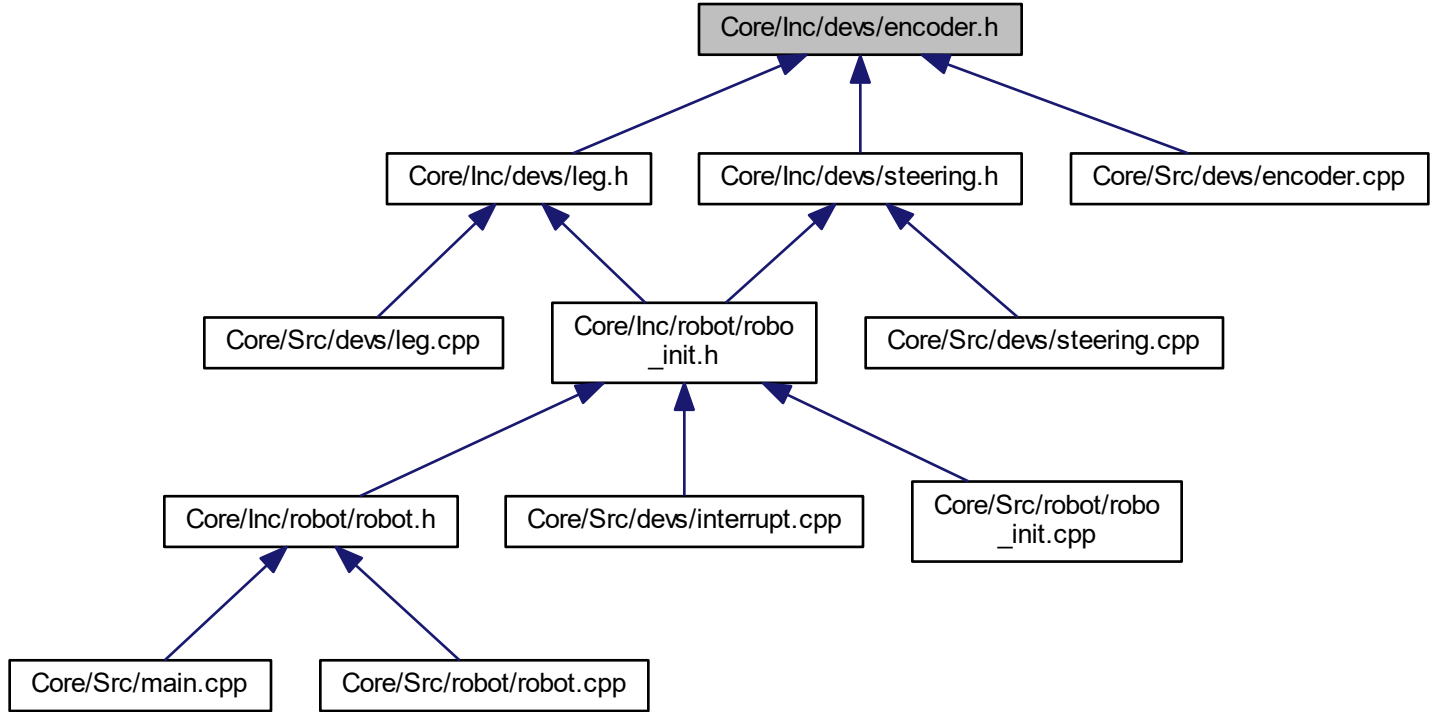 Core/Inc/devs/encoder.h
Core/Inc/devs/leg.h
Core/Inc/devs/steering.h
Core/Src/devs/encoder.cpp
Core/Src/devs/leg.cpp
Core/Inc/robot/robo
_init.h
Core/Src/devs/steering.cpp
Core/Inc/robot/robot.h
Core/Src/devs/interrupt.cpp
Core/Src/robot/robo
_init.cpp
Core/Src/main.cpp
Core/Src/robot/robot.cpp